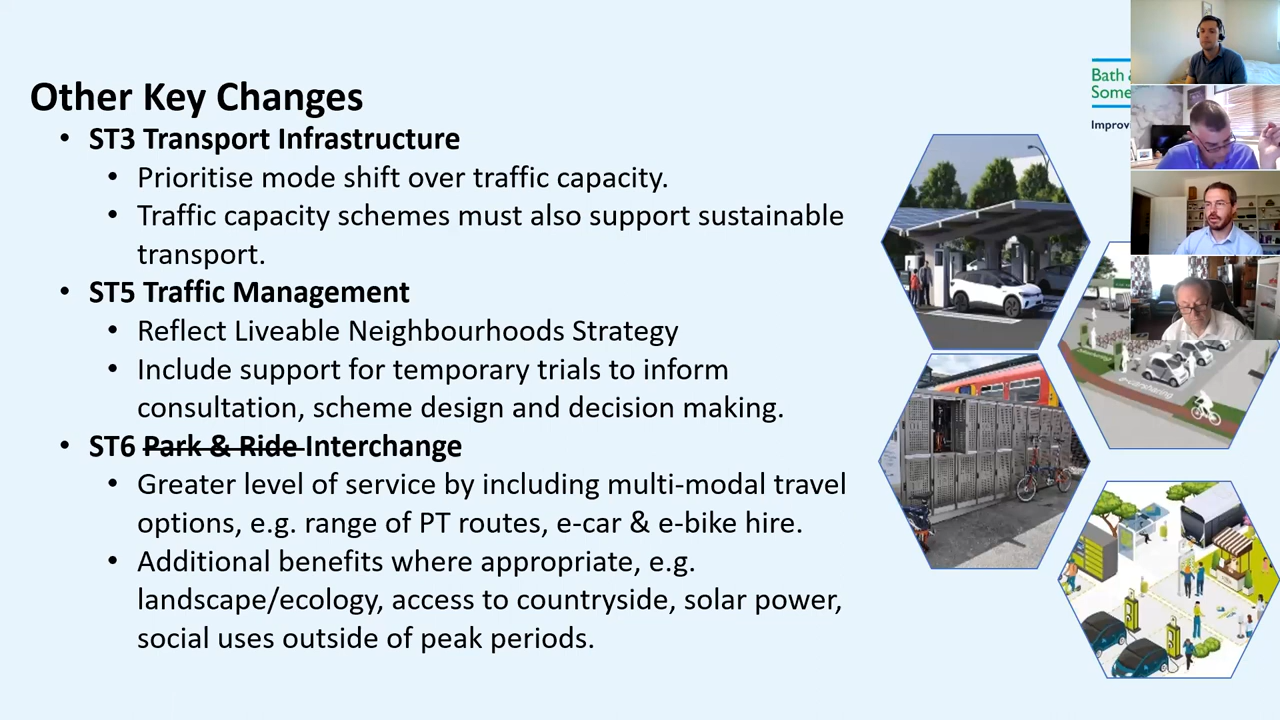 Other Key Changes
• ST3 Transport Infrastructure
• Prioritise mode shift over traffic capacity.
• Traffic capacity schemes must also support sustainable
transport.
• ST5 Traffic Management
• Reflect Liveable Neighbourhoods Strategy
• Include support for temporary trials to inform
consultation, scheme design and decision making.
• ST6 Park & Ride Interchange
• Greater level of service by including multi-modal travel
options, e.g. range of PT routes, e-car & e-bike hire.
• Additional benefits where appropriate, e.g.
landscape/ecology, access to countryside, solar power,
social uses outside of peak periods.
Bath &
Some
Improv
e-carsharing